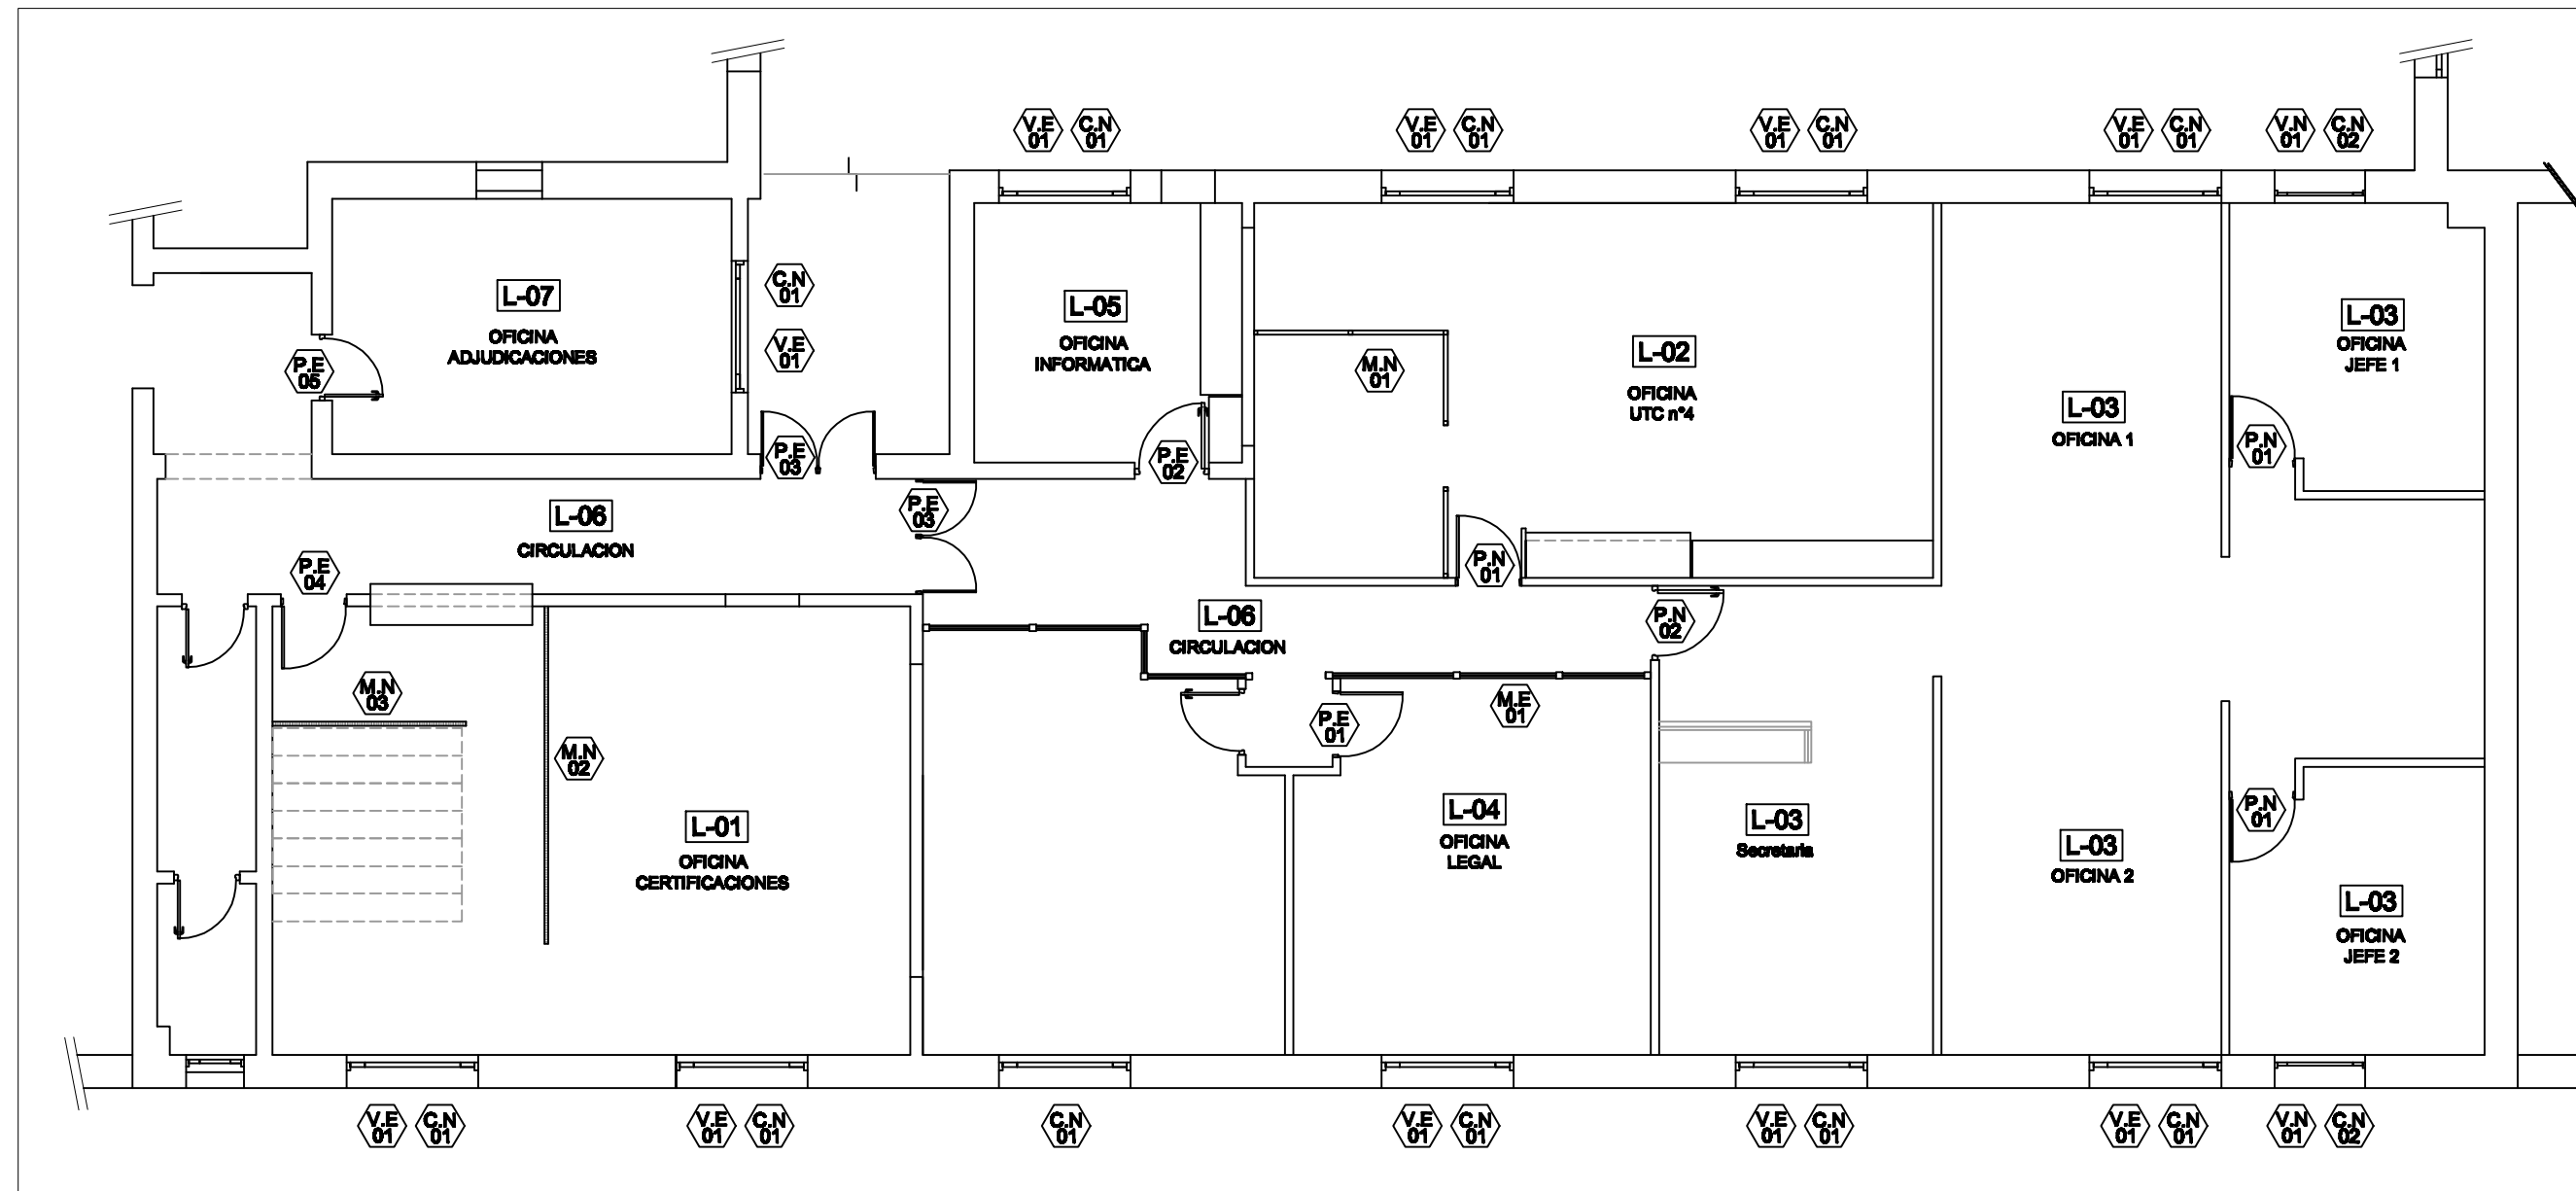 V.E
01
C.N
01
V.E
01
C.N
01
V.E
01
C.N
01
V.E
01
C.N
01
V.N
01
C.N
02
L-07
OFICINA
ADJUDICACIONES
C.N
01
V.E
01
P.E
05
L-05
OFICINA
INFORMATICA
M.N
01
L-02
OFICINA
UTC n°4
L-03
OFICINA 1
L-03
OFICINA
JEFE 1
P.E
03
P.E
02
P.N
01
L-06
CIRCULACION
P.E
03
P.E
04
P.N
01
L-06
CIRCULACION
P.N
02
M.N
03
M.N
02
P.E
01
M.E
01
L-01
OFICINA
CERTIFICACIONES
L-04
OFICINA
LEGAL
L-03
Secretaria
L-03
OFICINA 2
P.N
01
L-03
OFICINA
JEFE 2
V.E
01
C.N
01
V.E
01
C.N
01
C.N
01
V.E
01
C.N
01
V.E
01
C.N
01
V.E
01
C.N
01
V.N
01
C.N
02